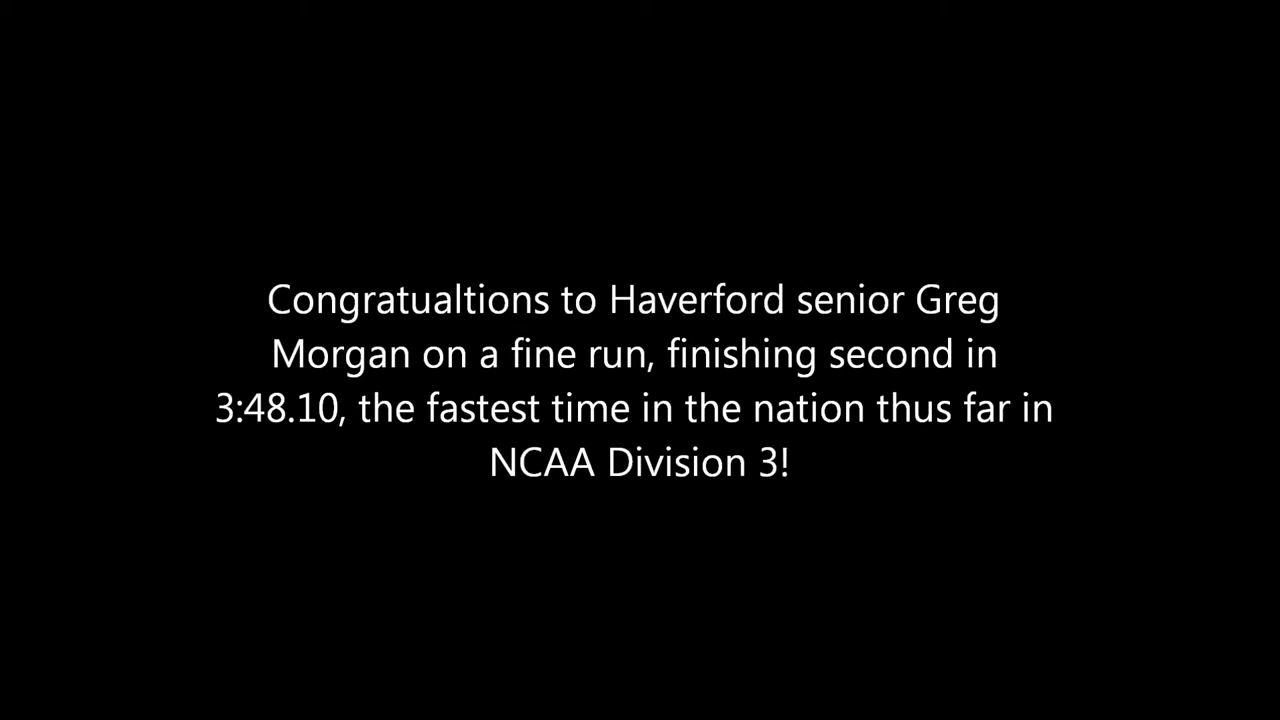 Congratualtions to Haverford senior Greg
Morgan on a fine run, finishing second in
3:48.10, the fastest time in the nation thus far in
NCAA Division 3!